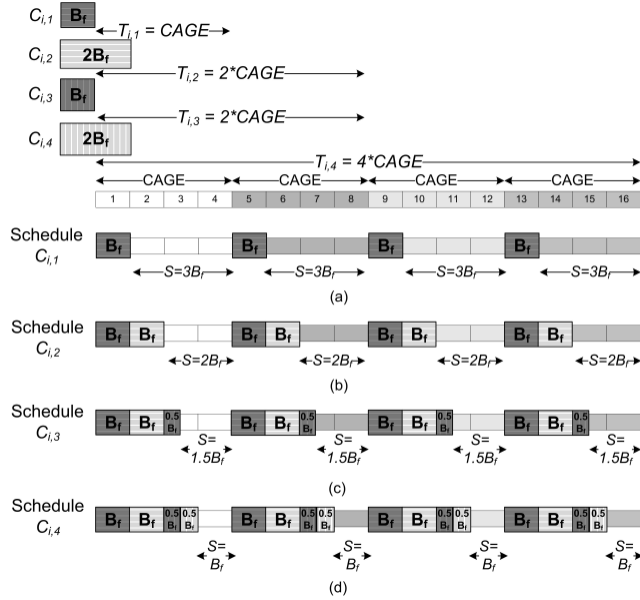 C_{i,1} B_f T_{i,1} = CAGE
C_{i,2} 2B_f
T_{i,2} = 2*CAGE
C_{i,3} B_f
T_{i,3} = 2*CAGE
C_{i,4} 2B_f
T_{i,4} = 4*CAGE
CAGE CAGE CAGE CAGE
1 2 3 4 5 6 7 8 9 10 11 12 13 14 15 16
Schedule
C_{i,1}
B_f B_f B_f B_f
S=3B_f S=3B_f S=3B_f S=3B_f
(a)
Schedule
C_{i,2}
B_f B_f B_f B_f B_f B_f B_f B_f
S=2B_f S=2B_f S=2B_f S=2B_f
(b)
Schedule
C_{i,3}
B_f B_f 0.5 B_f B_f B_f 0.5 B_f B_f B_f 0.5 B_f B_f B_f 0.5 B_f
S= S= S= S=
1.5B_f 1.5B_f 1.5B_f 1.5B_f
(c)
Schedule
C_{i,4}
B_f B_f 0.5 B_f 0.5 B_f B_f B_f 0.5 B_f 0.5 B_f B_f B_f 0.5 B_f 0.5 B_f B_f B_f 0.5 B_f 0.5 B_f
S= S= S= S=
B_f B_f B_f B_f
(d)